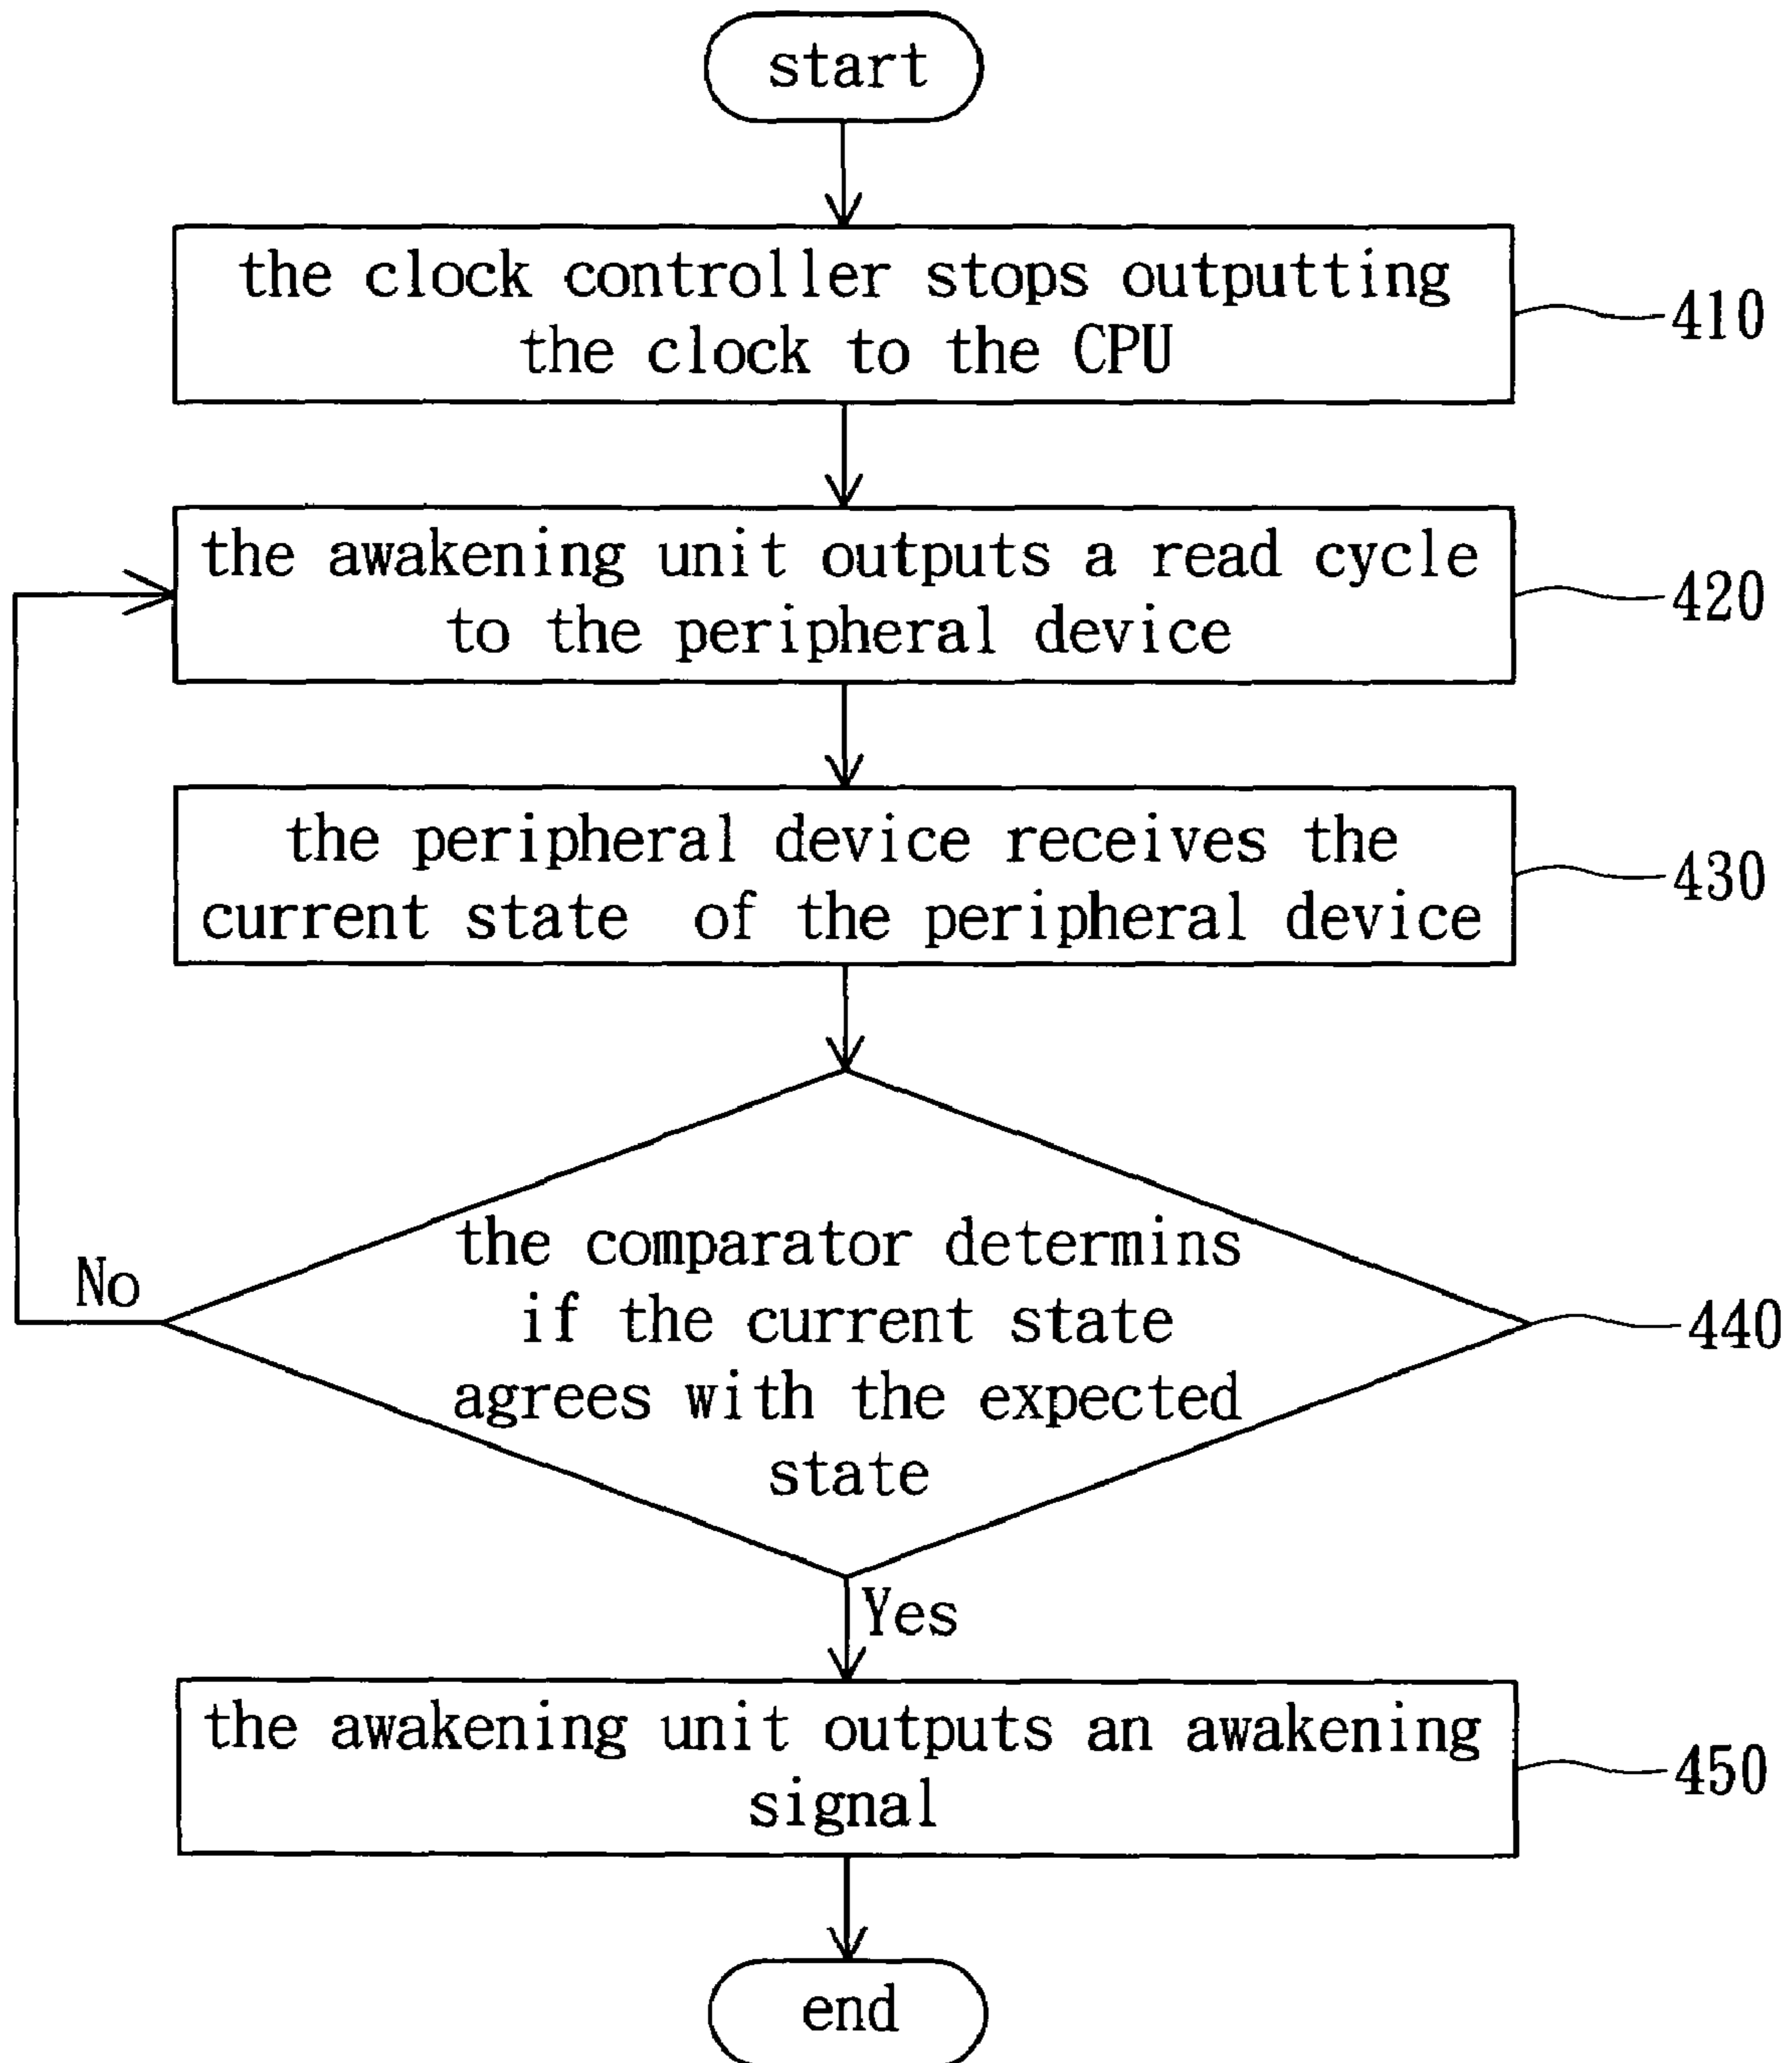 start
the clock controller stops outputting
the clock to the CPU
410
the awakening unit outputs a read cycle
to the peripheral device
420
the peripheral device receives the
current state of the peripheral device
430
the comparator determins
if the current state
agrees with the expected
state
440
No
Yes
the awakening unit outputs an awakening
signal
450
end